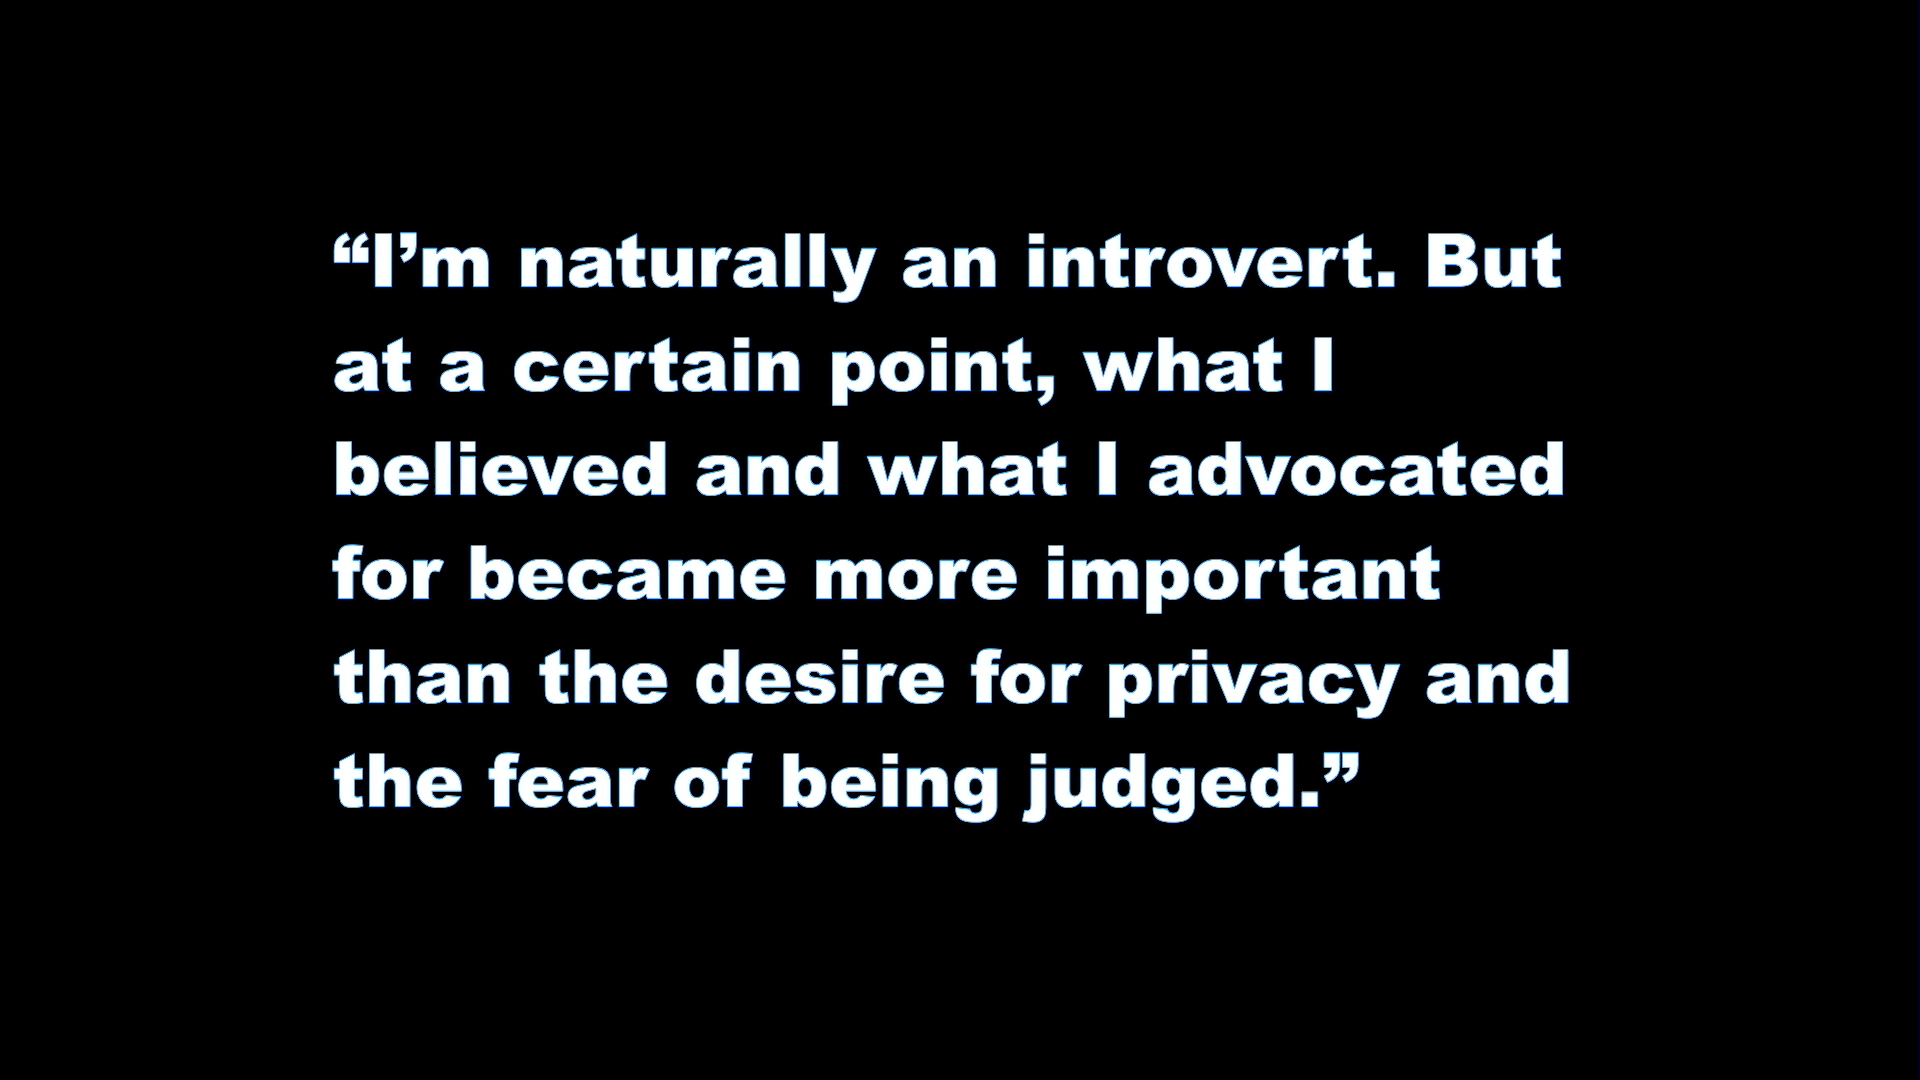 “I’m naturally an introvert. But
at a certain point, what I
believed and what I advocated
for became more important
than the desire for privacy and
the fear of being judged.”